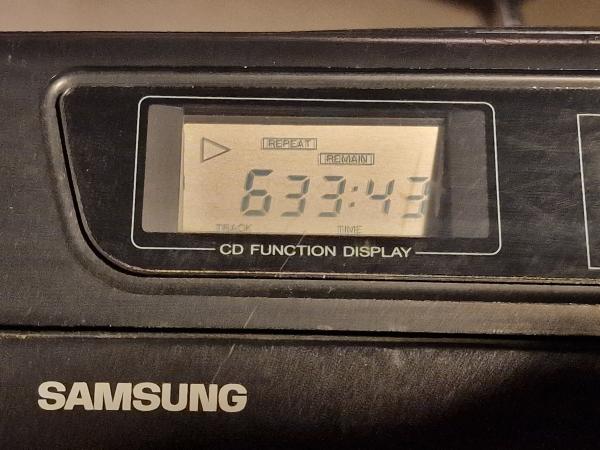 REPEAT
REMAIN
633:43
TRACK TIME
CD FUNCTION DISPLAY
SAMSUNG